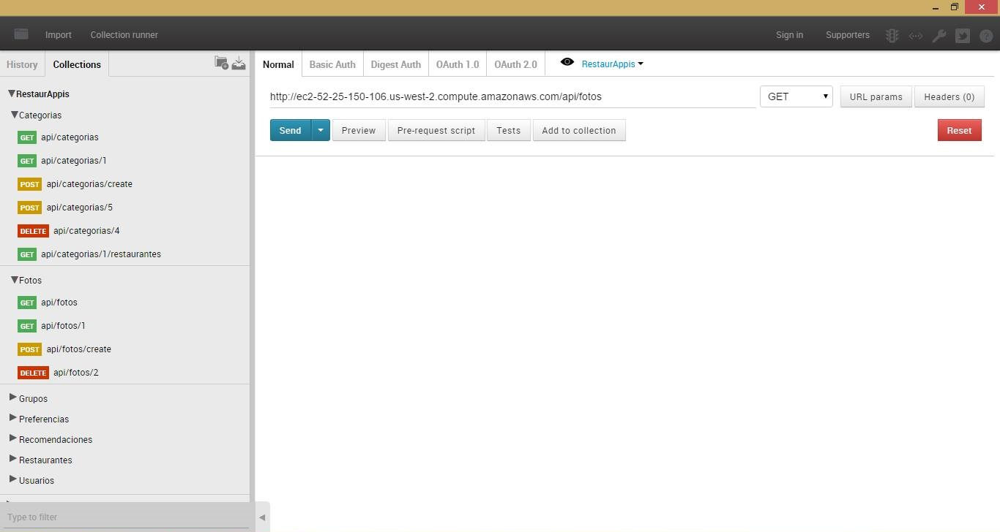 Import Collection runner Sign in Supporters
History Collections Normal Basic Auth Digest Auth OAuth 1.0 OAuth 2.0 RestaurAppis
http://ec2-52-25-150-106.us-west-2.compute.amazonaws.com/api/fotos GET URL params Headers (0)
Send Preview Pre-request script Tests Add to collection Reset
RestaurAppis
Categorias
GET api/categorias
GET api/categorias/1
POST api/categorias/create
POST api/categorias/5
DELETE api/categorias/4
GET api/categorias/1/restaurantes
Fotos
GET api/fotos
GET api/fotos/1
POST api/fotos/create
DELETE api/fotos/2
Grupos
Preferencias
Recomendaciones
Restaurantes
Usuarios
Type to filter